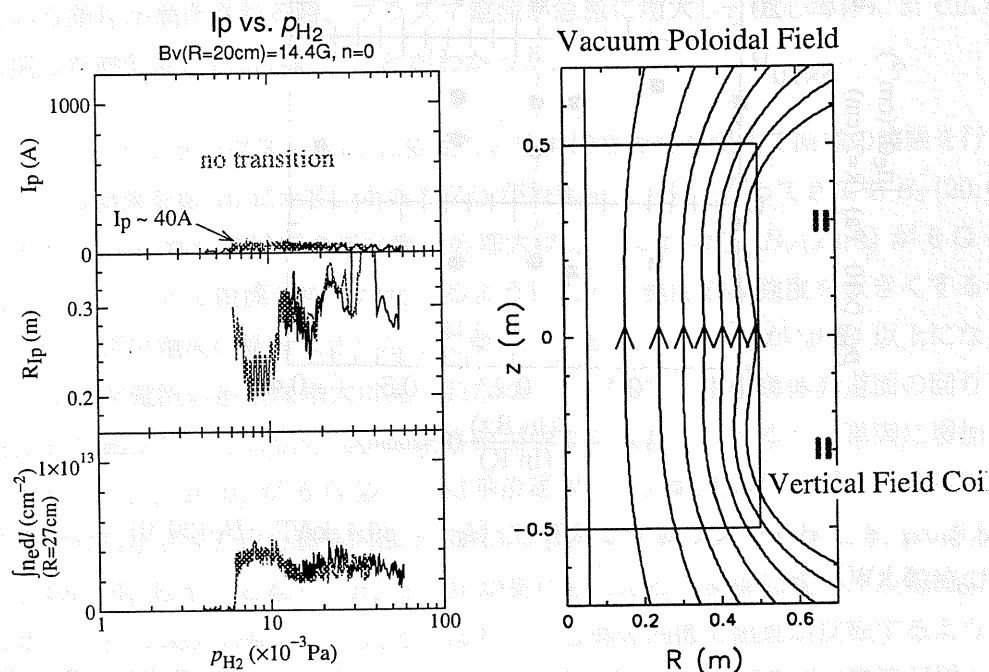 Ip vs. pH2
Bv(R=20cm)=14.4G, n=0
1000
Ip (A)
no transition
Ip ~ 40A
0
0.3
RIp (m)
0.2
1×10^13
∫nedl (cm^-2)
(R=27cm)
0
1
10
100
pH2 (×10^-3Pa)
Vacuum Poloidal Field
0.5
z (m)
0
-0.5
Vertical Field Coi
0
0.2
0.4
0.6
R (m)